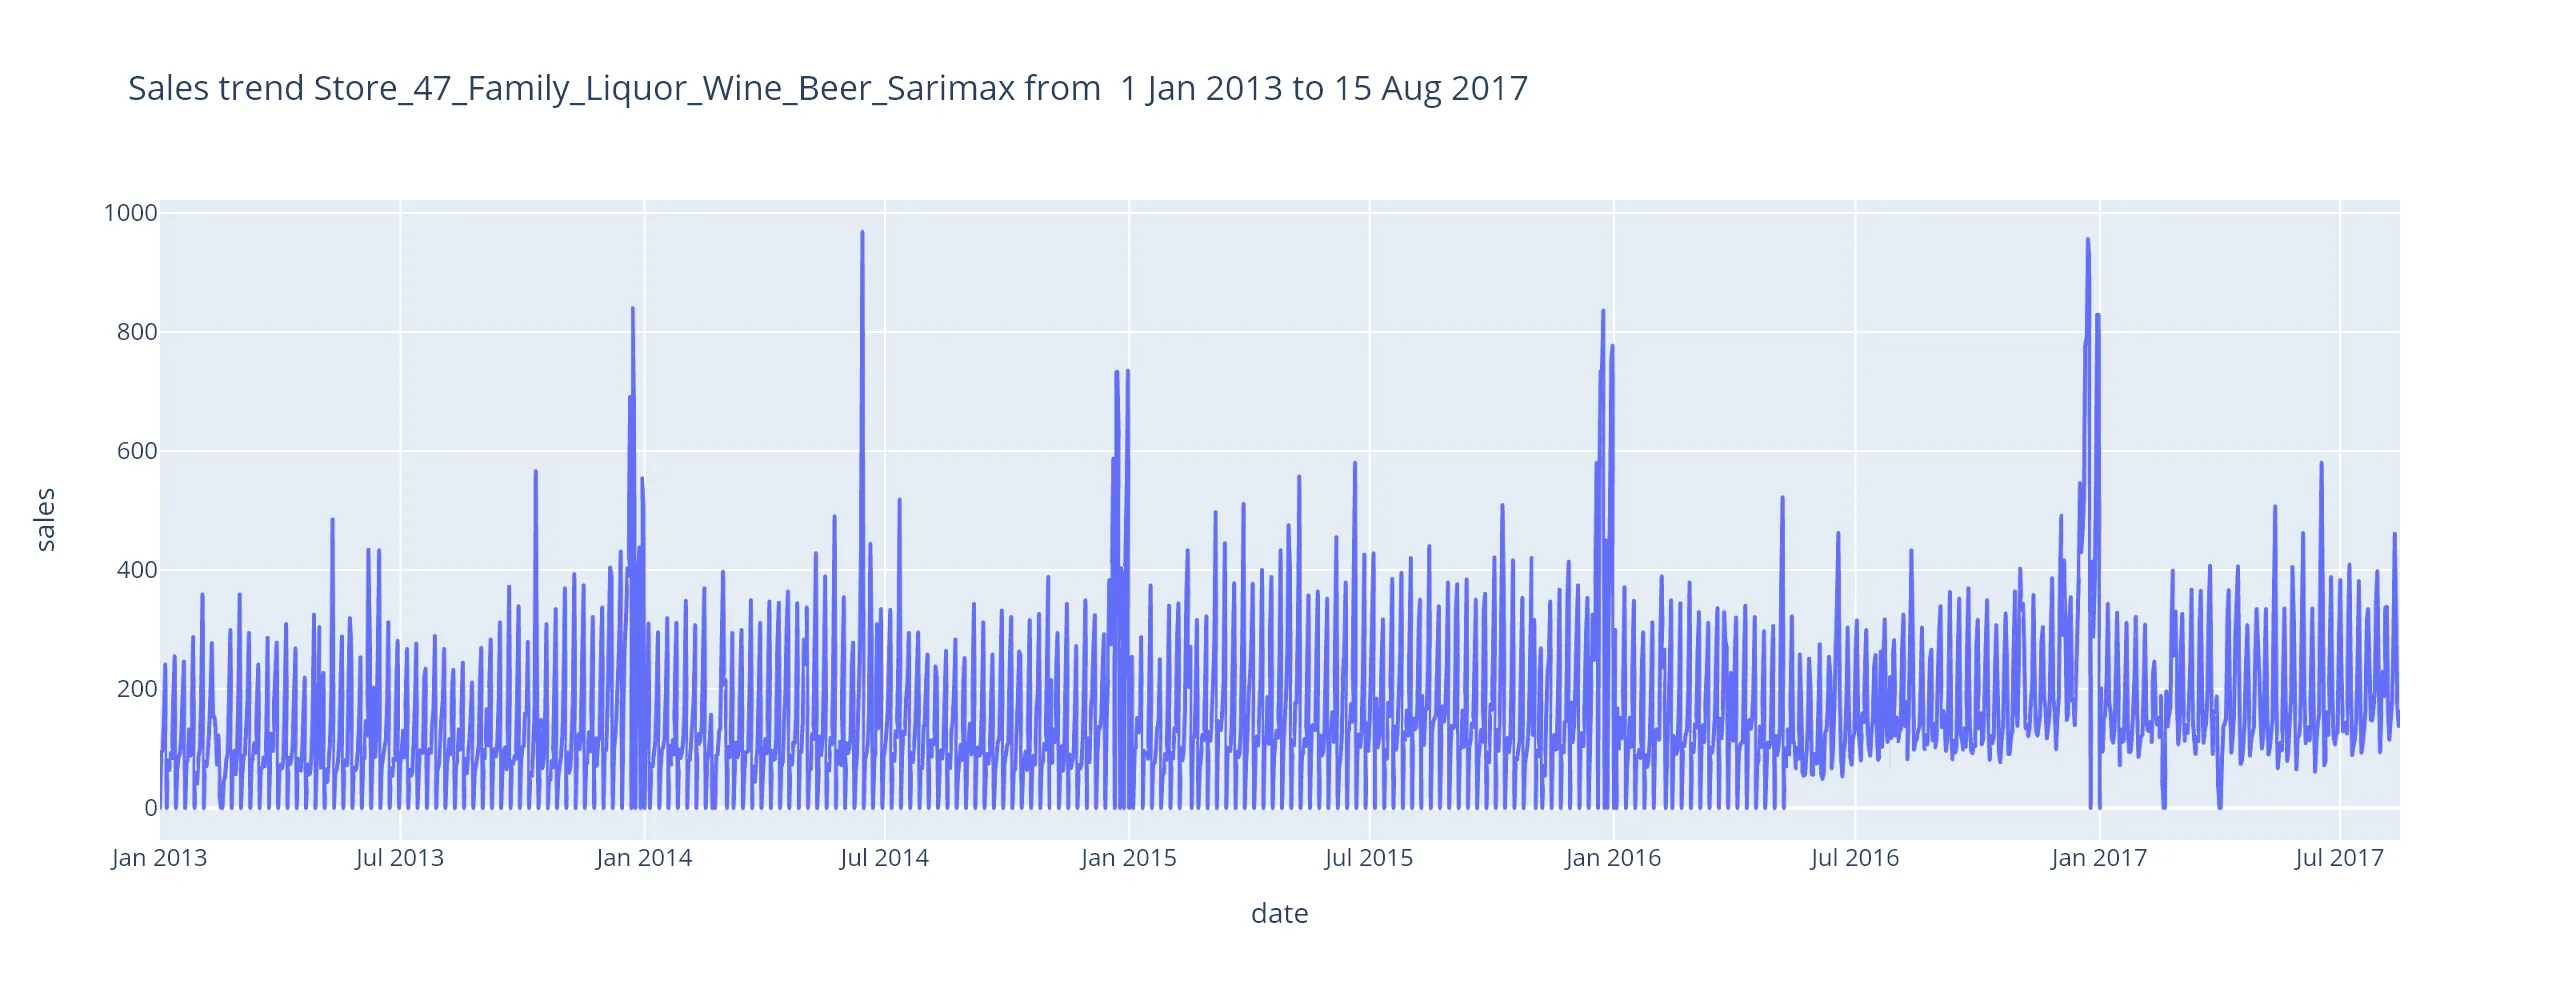 Sales trend Store_47_Family_Liquor_Wine_Beer_Sarimax from  1 Jan 2013 to 15 Aug 2017
1000
800
600
400
200
0
sales
Jan 2013 Jul 2013 Jan 2014 Jul 2014 Jan 2015 Jul 2015 Jan 2016 Jul 2016 Jan 2017 Jul 2017
date